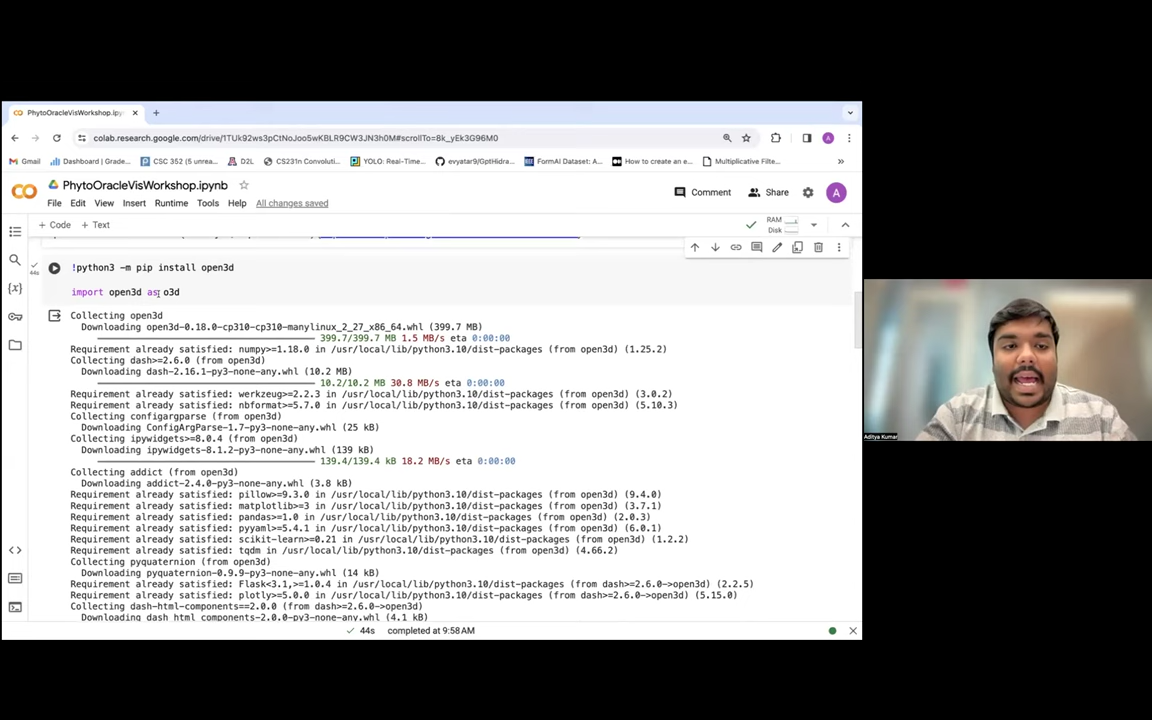 PhytoOracleVisWorkshop.ipy
colab.research.google.com/drive/1TUk92ws3pCtNoJoo5wKBLR9CW3JN3h0M#scrollTo=8k_yEk3G96M0
Gmail
Dashboard | Grade...
CSC 352 (5 unrea...
D2L
CS231n Convoluti...
YOLO: Real-Time...
evyatar9/GptHidra...
FormAI Dataset: A...
How to create an e...
Multiplicative Filte...
»
PhytoOracleVisWorkshop.ipynb
Comment
Share
A
File Edit View Insert Runtime Tools Help All changes saved
+ Code + Text
RAM
Disk
44s
!python3 -m pip install open3d
import open3d as o3d
Collecting open3d
Downloading open3d-0.18.0-cp310-cp310-manylinux_2_27_x86_64.whl (399.7 MB)
399.7/399.7 MB 1.5 MB/s eta 0:00:00
Requirement already satisfied: numpy>=1.18.0 in /usr/local/lib/python3.10/dist-packages (from open3d) (1.25.2)
Collecting dash>=2.6.0 (from open3d)
Downloading dash-2.16.1-py3-none-any.whl (10.2 MB)
10.2/10.2 MB 30.8 MB/s eta 0:00:00
Requirement already satisfied: werkzeug>=2.2.3 in /usr/local/lib/python3.10/dist-packages (from open3d) (3.0.2)
Requirement already satisfied: nbformat>=5.7.0 in /usr/local/lib/python3.10/dist-packages (from open3d) (5.10.3)
Collecting configargparse (from open3d)
Downloading ConfigArgParse-1.7-py3-none-any.whl (25 kB)
Collecting ipywidgets>=8.0.4 (from open3d)
Downloading ipywidgets-8.1.2-py3-none-any.whl (139 kB)
139.4/139.4 kB 18.2 MB/s eta 0:00:00
Collecting addict (from open3d)
Downloading addict-2.4.0-py3-none-any.whl (3.8 kB)
Requirement already satisfied: pillow>=9.3.0 in /usr/local/lib/python3.10/dist-packages (from open3d) (9.4.0)
Requirement already satisfied: matplotlib>=3 in /usr/local/lib/python3.10/dist-packages (from open3d) (3.7.1)
Requirement already satisfied: pandas>=1.0 in /usr/local/lib/python3.10/dist-packages (from open3d) (2.0.3)
Requirement already satisfied: pyyaml>=5.4.1 in /usr/local/lib/python3.10/dist-packages (from open3d) (6.0.1)
Requirement already satisfied: scikit-learn>=0.21 in /usr/local/lib/python3.10/dist-packages (from open3d) (1.2.2)
Requirement already satisfied: tqdm in /usr/local/lib/python3.10/dist-packages (from open3d) (4.66.2)
Collecting pyquaternion (from open3d)
Downloading pyquaternion-0.9.9-py3-none-any.whl (14 kB)
Requirement already satisfied: Flask<3.1,>=1.0.4 in /usr/local/lib/python3.10/dist-packages (from dash>=2.6.0->open3d) (2.2.5)
Requirement already satisfied: plotly>=5.0.0 in /usr/local/lib/python3.10/dist-packages (from dash>=2.6.0->open3d) (5.15.0)
Collecting dash-html-components==2.0.0 (from dash>=2.6.0->open3d)
Downloading dash_html_components-2.0.0-py3-none-any.whl (4.1 kB)
44s completed at 9:58 AM
Aditya Kumar